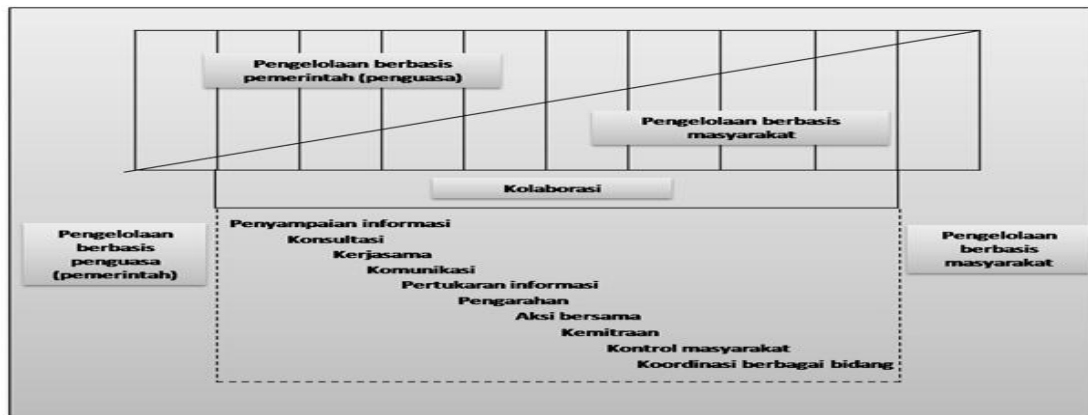 Pengelolaan berbasis
pemerintah (penguasa)
Pengelolaan berbasis
masyarakat
Kolaborasi
Pengelolaan
berbasis
penguasa
(pemerintah)
Penyampaian informasi
Konsultasi
Kerjasama
Komunikasi
Pertukaran informasi
Pengarahan
Aksi bersama
Kemitraan
Kontrol masyarakat
Koordinasi berbagai bidang
Pengelolaan
berbasis
masyarakat